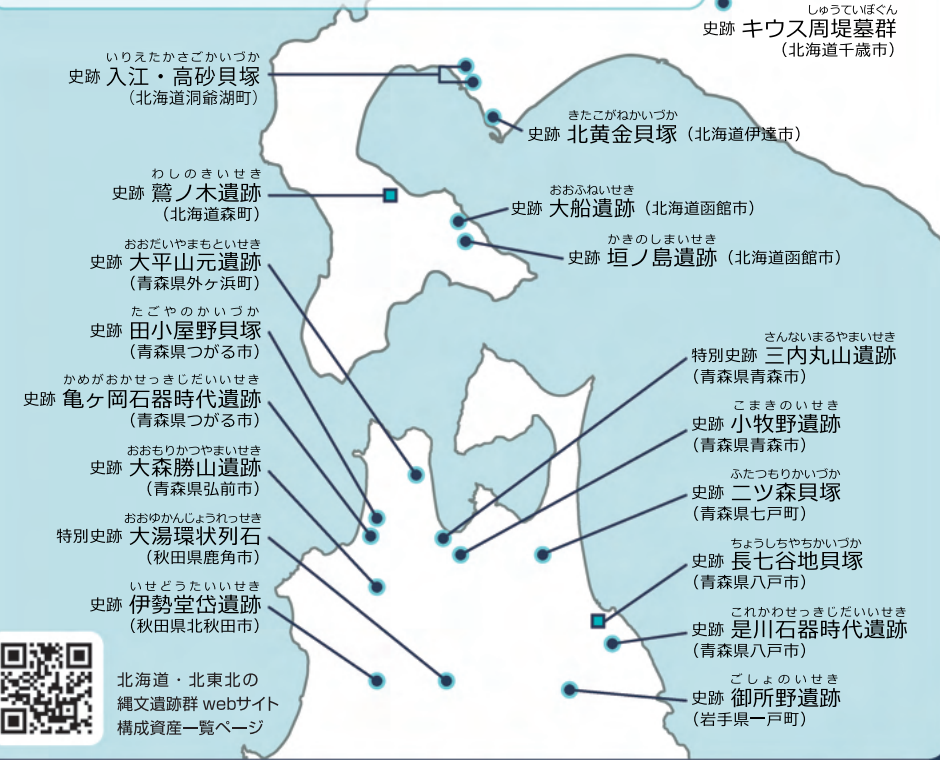 しゅうていぼぐん
史跡 キウス周堤墓群
（北海道千歳市）
いりえたかさごかいづか
史跡 入江・高砂貝塚
（北海道洞爺湖町）
きたこがねかいづか
史跡 北黄金貝塚（北海道伊達市）
わしのきいせき
史跡 鷲ノ木遺跡
（北海道森町）
おおふねいせき
史跡 大船遺跡（北海道函館市）
かきのしまいせき
史跡 垣ノ島遺跡（北海道函館市）
おおだいやまもといせき
史跡 大平山元遺跡
（青森県外ヶ浜町）
たごやのかいづか
史跡 田小屋野貝塚
（青森県つがる市）
かめがおかせっきじだいいせき
史跡 亀ヶ岡石器時代遺跡
（青森県つがる市）
おおもりかつやまいせき
史跡 大森勝山遺跡
（青森県弘前市）
おおゆかんじょうれっせき
特別史跡 大湯環状列石
（秋田県鹿角市）
いせどうたいいせき
史跡 伊勢堂岱遺跡
（秋田県北秋田市）
さんないまるやまいせき
特別史跡 三内丸山遺跡
（青森県青森市）
こまきのいせき
史跡 小牧野遺跡
（青森県青森市）
ふたつもりかいづか
史跡 二ツ森貝塚
（青森県七戸町）
ちょうしちやちかいづか
史跡 長七谷地貝塚
（青森県八戸市）
これかわせっきじだいいせき
史跡 是川石器時代遺跡
（青森県八戸市）
ごしょのいせき
史跡 御所野遺跡
（岩手県一戸町）
北海道・北東北の
縄文遺跡群 webサイト
構成資産一覧ページ